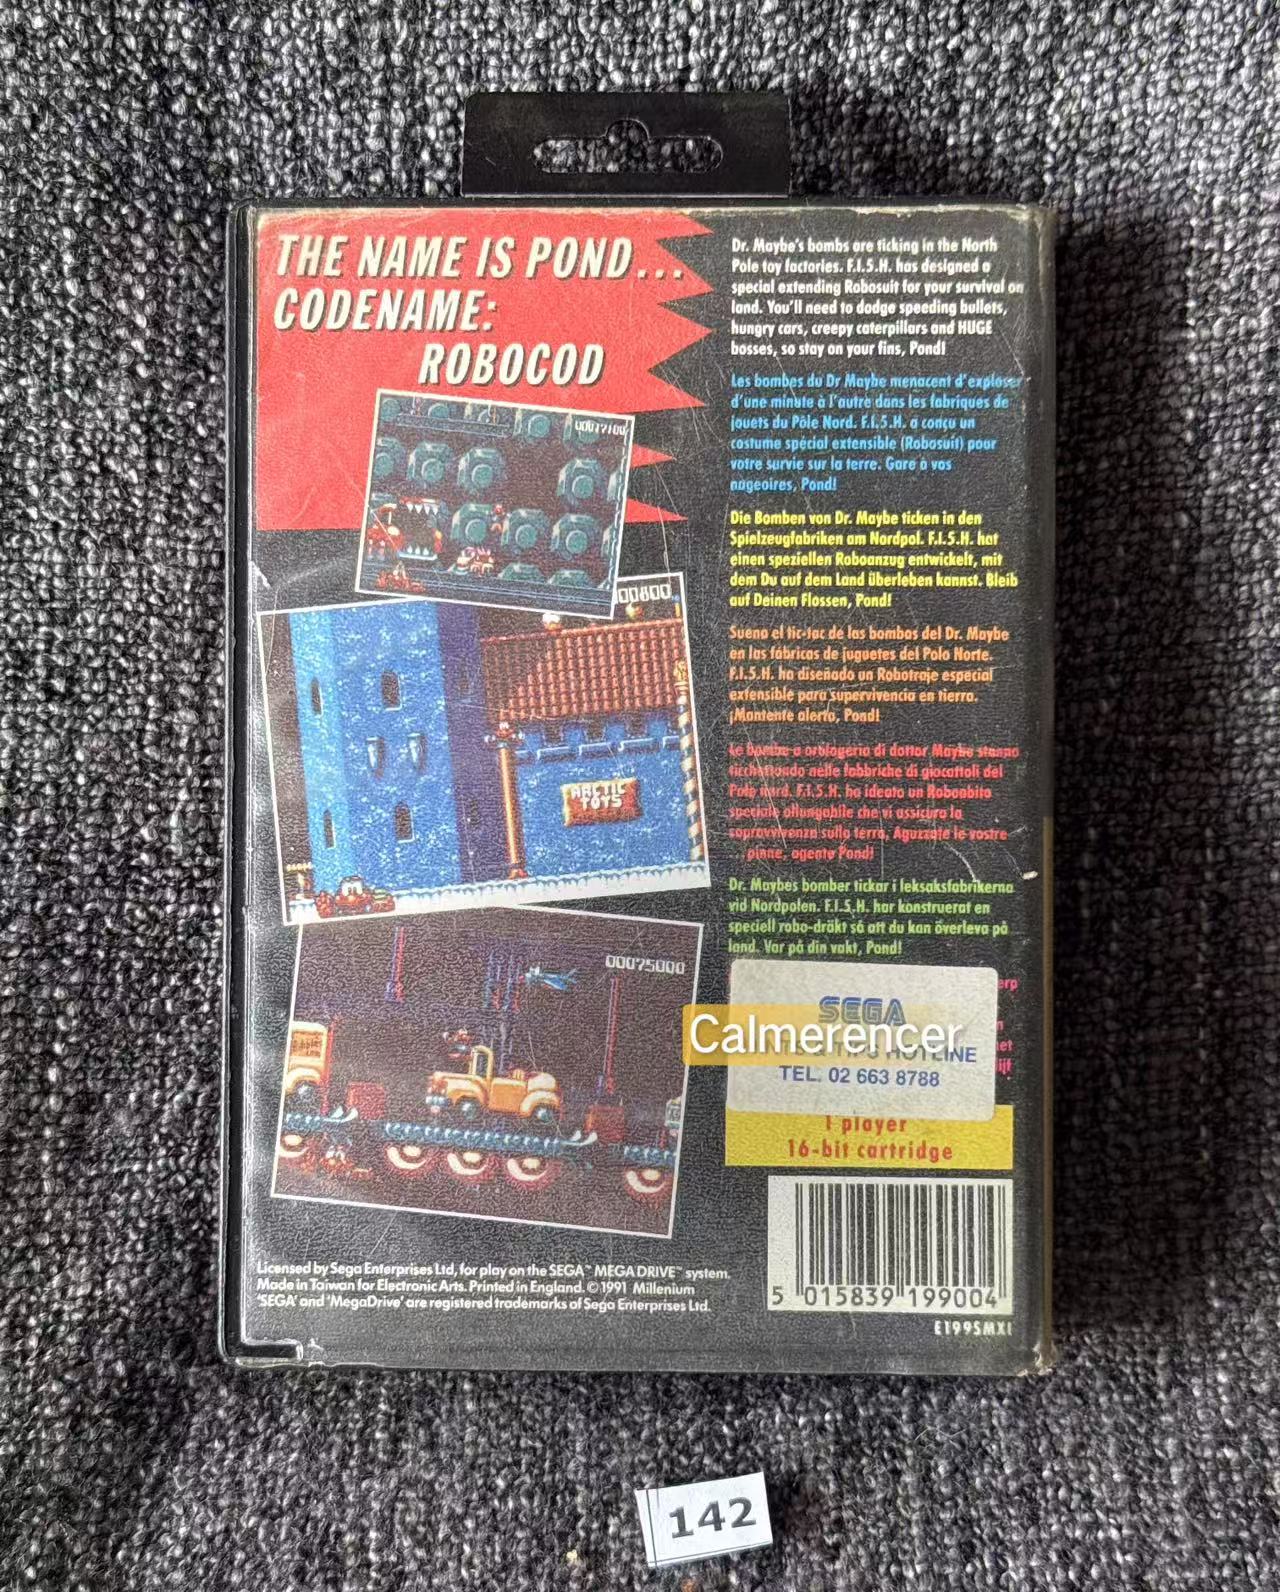 THE NAME IS POND...
CODENAME:
ROBOCOD
Dr. Maybe's bombs are ticking in the North
Pole toy factories. F.I.5.H. has designed a
special extending Robosuit for your survival on
land. You'll need to dodge speeding bullets,
hungry cars, creepy caterpillars and HUGE
bosses, so stay on your fins, Pond!
Les bombes du Dr Maybe menacent d'exploser
d'une minute à l'autre dans les fabriques de
jouets du Pôle Nord. F.I.5.H. a conçu un
costume spécial extensible (Robosuit) pour
votre survie sur la terre. Gare à vos
nageoires, Pond!
Die Bomben von Dr. Maybe ticken in den
Spielzeugfabriken am Nordpol. F.I.5.H. hat
einen speziellen Roboanzug entwickelt, mit
dem Du auf dem Land überleben kannst. Bleib
auf Deinen Flossen, Pond!
Suena el tic-tac de las bombas del Dr. Maybe
en las fábricas de juguetes del Polo Norte.
F.I.5.H. ha diseñado un Robotraje especial
extensible para supervivencia en tierra.
¡Mantente alerta, Pond!
Le bombe a orologeria di dottor Maybe stanno
ticchettando nelle fabbriche di giocattoli del
Polo nord. F.I.5.H. ha ideato un Roboabito
speciale allungabile che vi assicura la
sopravvivenza sulla terra, Aguzzate le vostre
...pinne, agente Pond!
Dr. Maybes bomber tickar i leksaksfabrikerna
vid Nordpolen. F.I.5.H. har konstruerat en
speciell robo-dräkt så att du kan överleva på
land. Var på din vakt, Pond!
00017100
00800
ARCTIC
TOYS
00075000
SEGA
Calmerencer
TIPS HOTLINE
TEL. 02 663 8788
1 player
16-bit cartridge
Licensed by Sega Enterprises Ltd, for play on the SEGA™ MEGA DRIVE™ system.
Made in Taiwan for Electronic Arts. Printed in England. © 1991 Millenium
'SEGA' and 'MegaDrive' are registered trademarks of Sega Enterprises Ltd.
5 015839 199004
E199SMXI
142